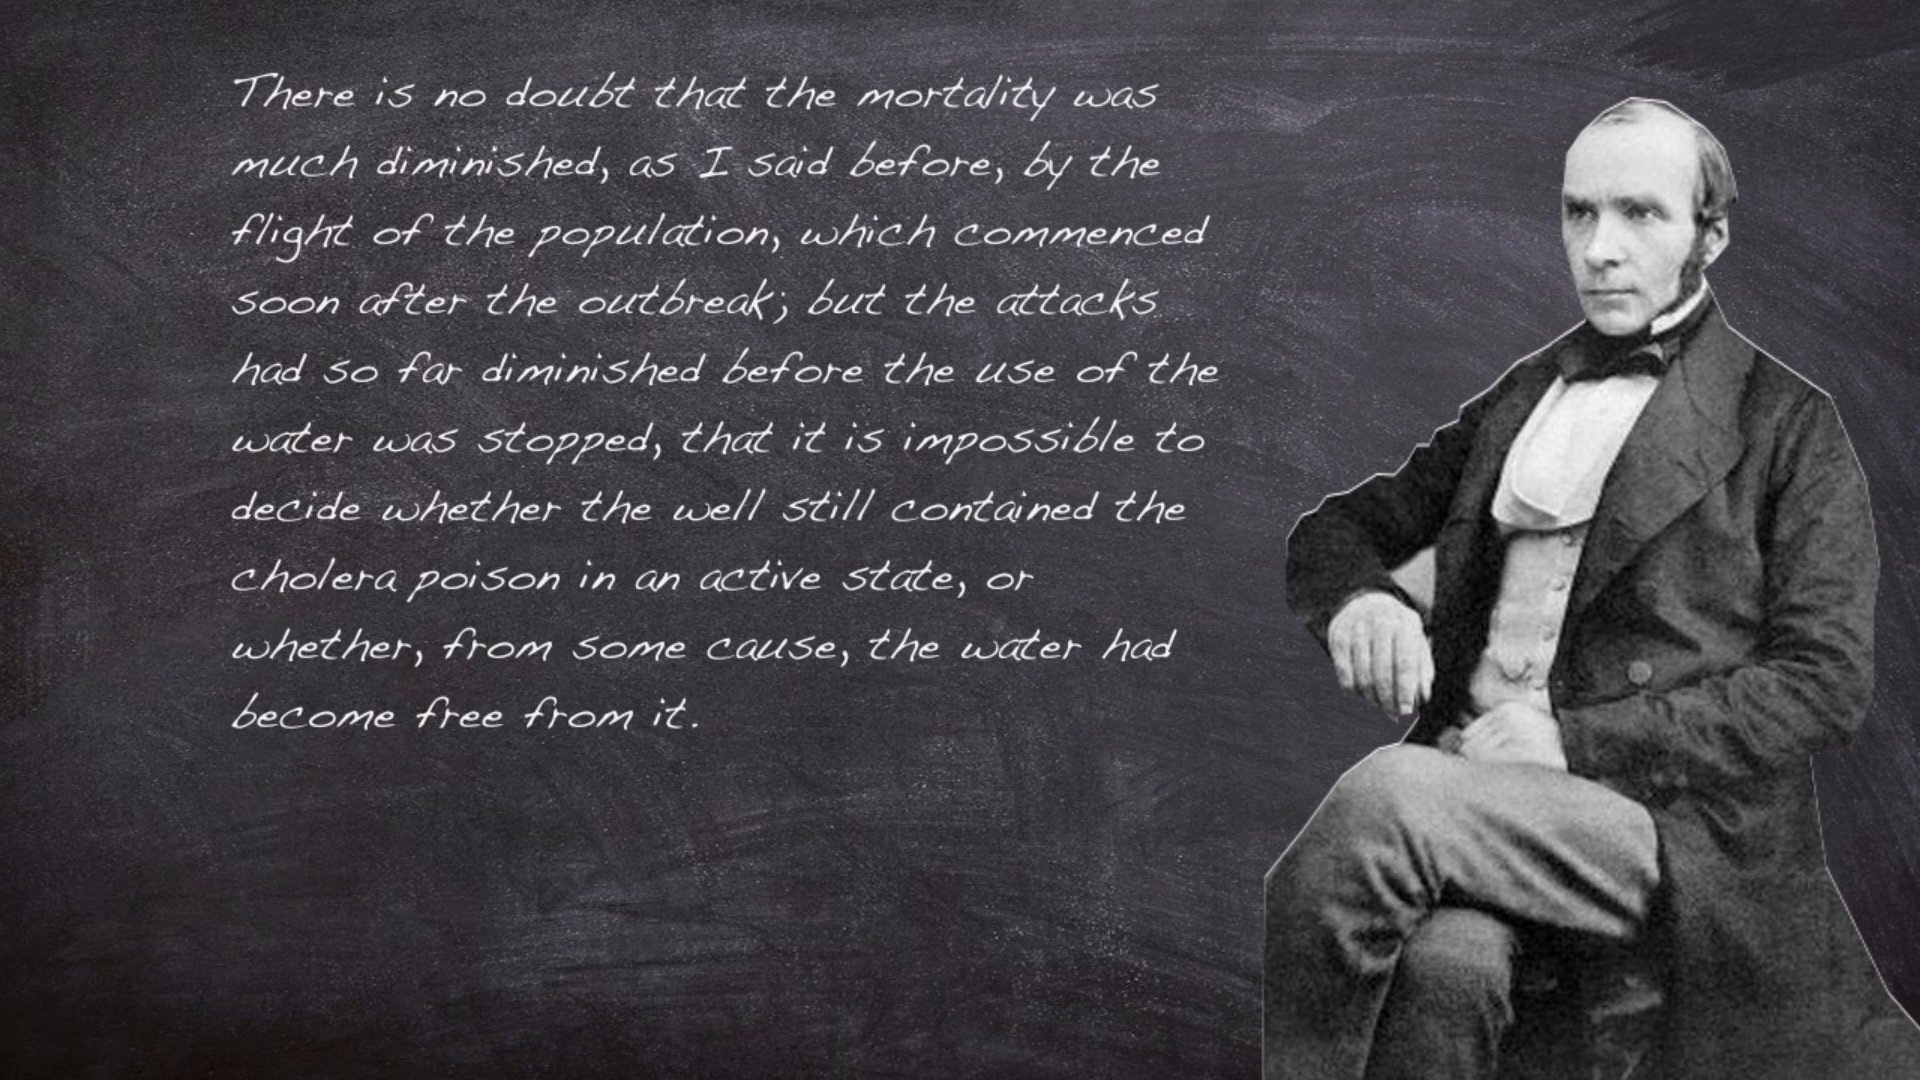 There is no doubt that the mortality was
much diminished, as I said before, by the
flight of the population, which commenced
soon after the outbreak; but the attacks
had so far diminished before the use of the
water was stopped, that it is impossible to
decide whether the well still contained the
cholera poison in an active state, or
whether, from some cause, the water had
become free from it.